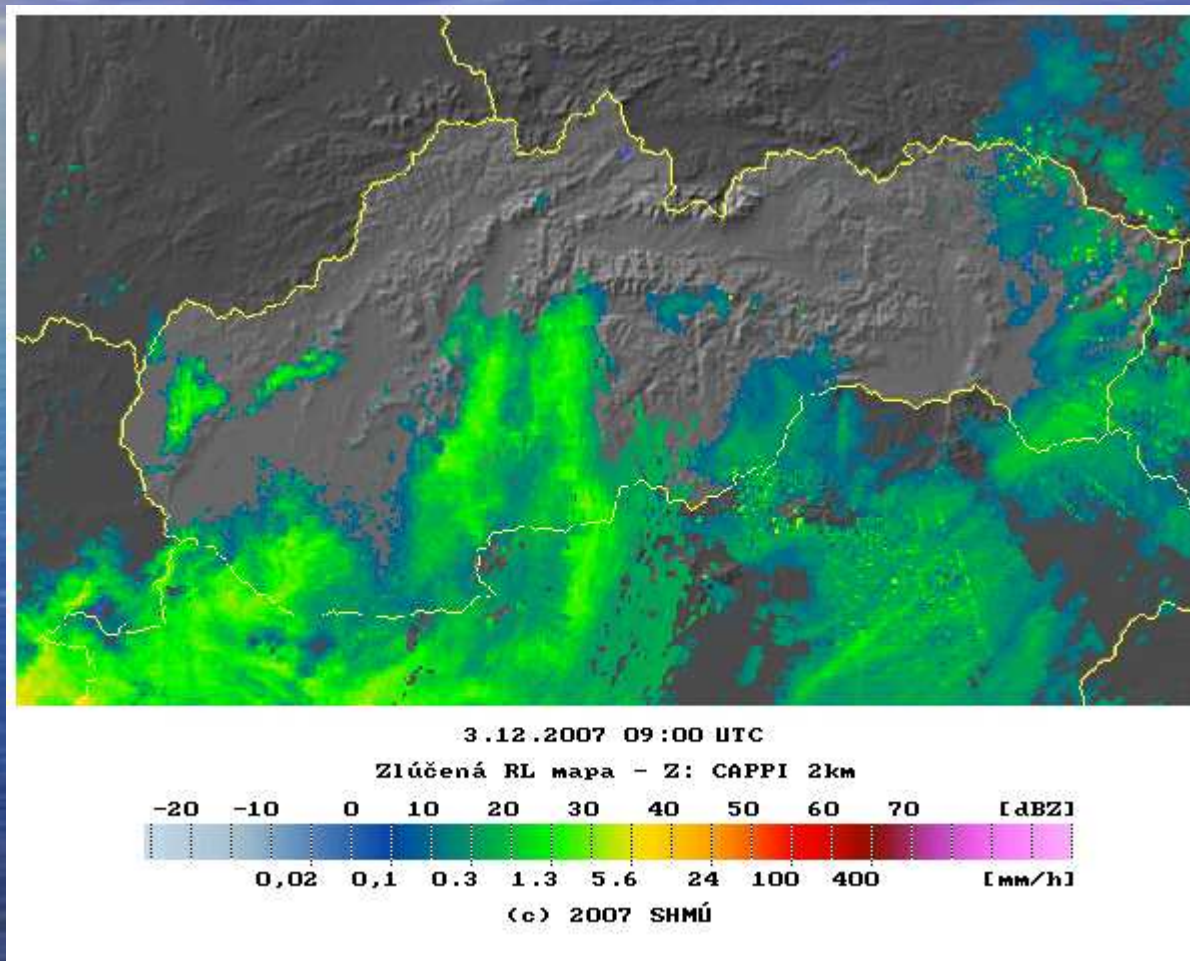 3.12.2007 09:00 UTC
Zlúčená RL mapa - Z: CAPPI 2km
-20 -10 0 10 20 30 40 50 60 70 [dBZ]
0,02 0,1 0.3 1.3 5.6 24 100 400 [mm/h]
(c) 2007 SHMÚ